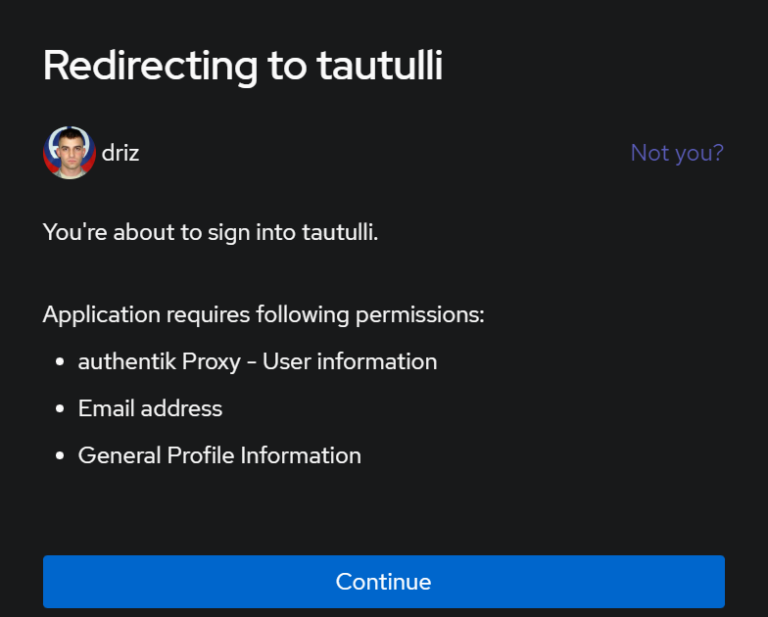 Redirecting to tautulli
driz
Not you?
You're about to sign into tautulli.
Application requires following permissions:
• authentik Proxy - User information
• Email address
• General Profile Information
Continue